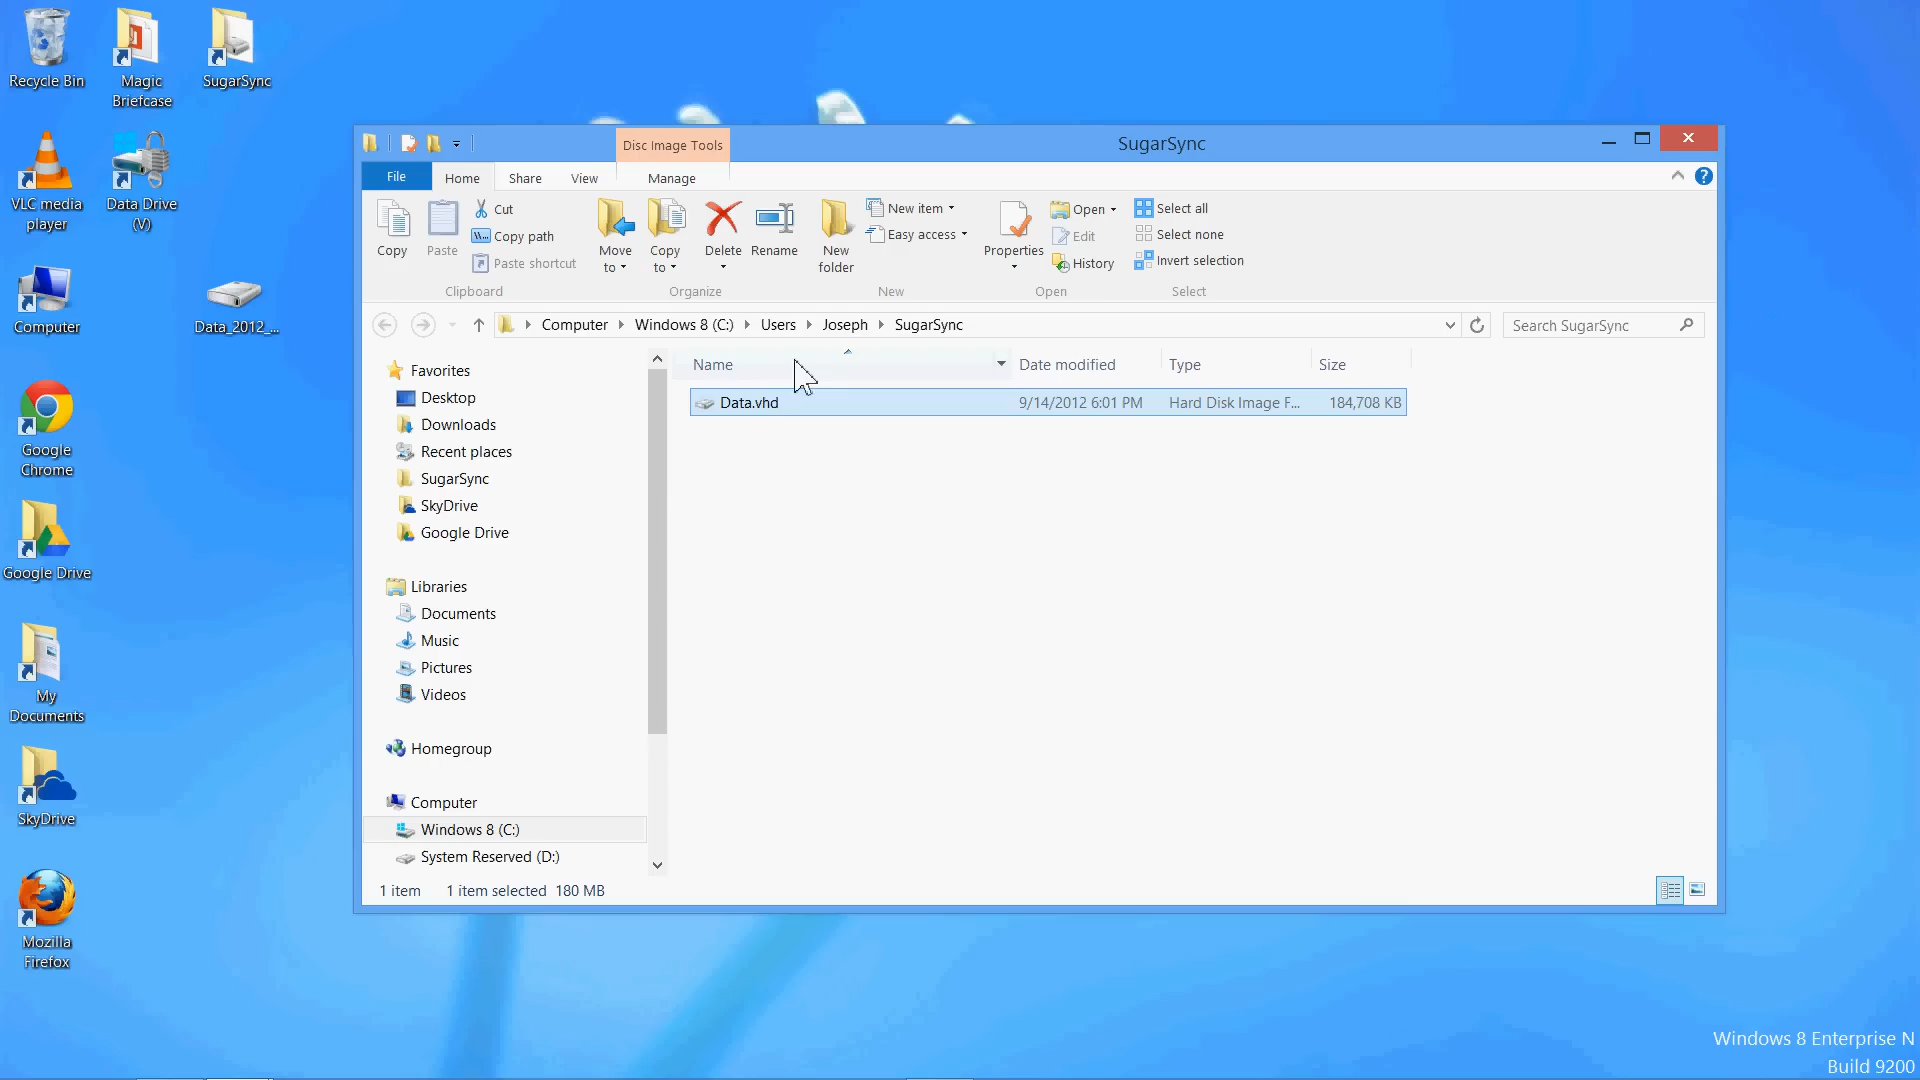 Recycle Bin
Magic
Briefcase
SugarSync
VLC media
player
Data Drive
(V)
Computer
Data_2012_...
Google
Chrome
Google Drive
My
Documents
SkyDrive
Mozilla
Firefox
Disc Image Tools
SugarSync
File
Home
Share
View
Manage
Copy
Paste
Cut
Copy path
Paste shortcut
Clipboard
Move
to
Copy
to
Delete
Rename
Organize
New
folder
New item
Easy access
New
Properties
Open
Edit
History
Open
Select all
Select none
Invert selection
Select
Computer
Windows 8 (C:)
Users
Joseph
SugarSync
Search SugarSync
Favorites
Desktop
Downloads
Recent places
SugarSync
SkyDrive
Google Drive
Libraries
Documents
Music
Pictures
Videos
Homegroup
Computer
Windows 8 (C:)
System Reserved (D:)
Name Date modified Type Size
Data.vhd 9/14/2012 6:01 PM Hard Disk Image F... 184,708 KB
1 item 1 item selected 180 MB
Windows 8 Enterprise N
Build 9200